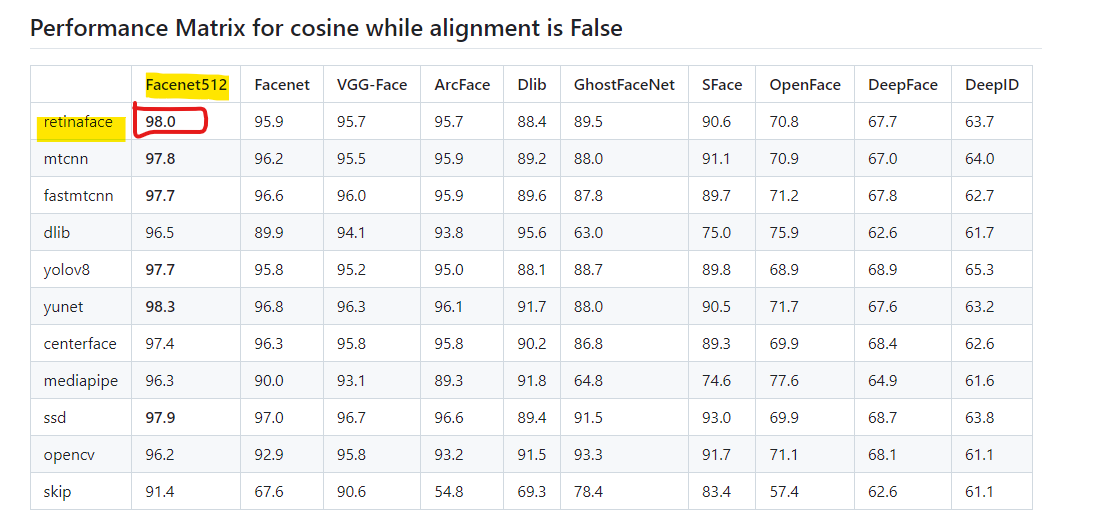 Performance Matrix for cosine while alignment is False
Facenet512 Facenet VGG-Face ArcFace Dlib GhostFaceNet SFace OpenFace DeepFace DeepID
retinaface 98.0 95.9 95.7 95.7 88.4 89.5 90.6 70.8 67.7 63.7
mtcnn 97.8 96.2 95.5 95.9 89.2 88.0 91.1 70.9 67.0 64.0
fastmtcnn 97.7 96.6 96.0 95.9 89.6 87.8 89.7 71.2 67.8 62.7
dlib 96.5 89.9 94.1 93.8 95.6 63.0 75.0 75.9 62.6 61.7
yolov8 97.7 95.8 95.2 95.0 88.1 88.7 89.8 68.9 68.9 65.3
yunet 98.3 96.8 96.3 96.1 91.7 88.0 90.5 71.7 67.6 63.2
centerface 97.4 96.3 95.8 95.8 90.2 86.8 89.3 69.9 68.4 62.6
mediapipe 96.3 90.0 93.1 89.3 91.8 64.8 74.6 77.6 64.9 61.6
ssd 97.9 97.0 96.7 96.6 89.4 91.5 93.0 69.9 68.7 63.8
opencv 96.2 92.9 95.8 93.2 91.5 93.3 91.7 71.1 68.1 61.1
skip 91.4 67.6 90.6 54.8 69.3 78.4 83.4 57.4 62.6 61.1